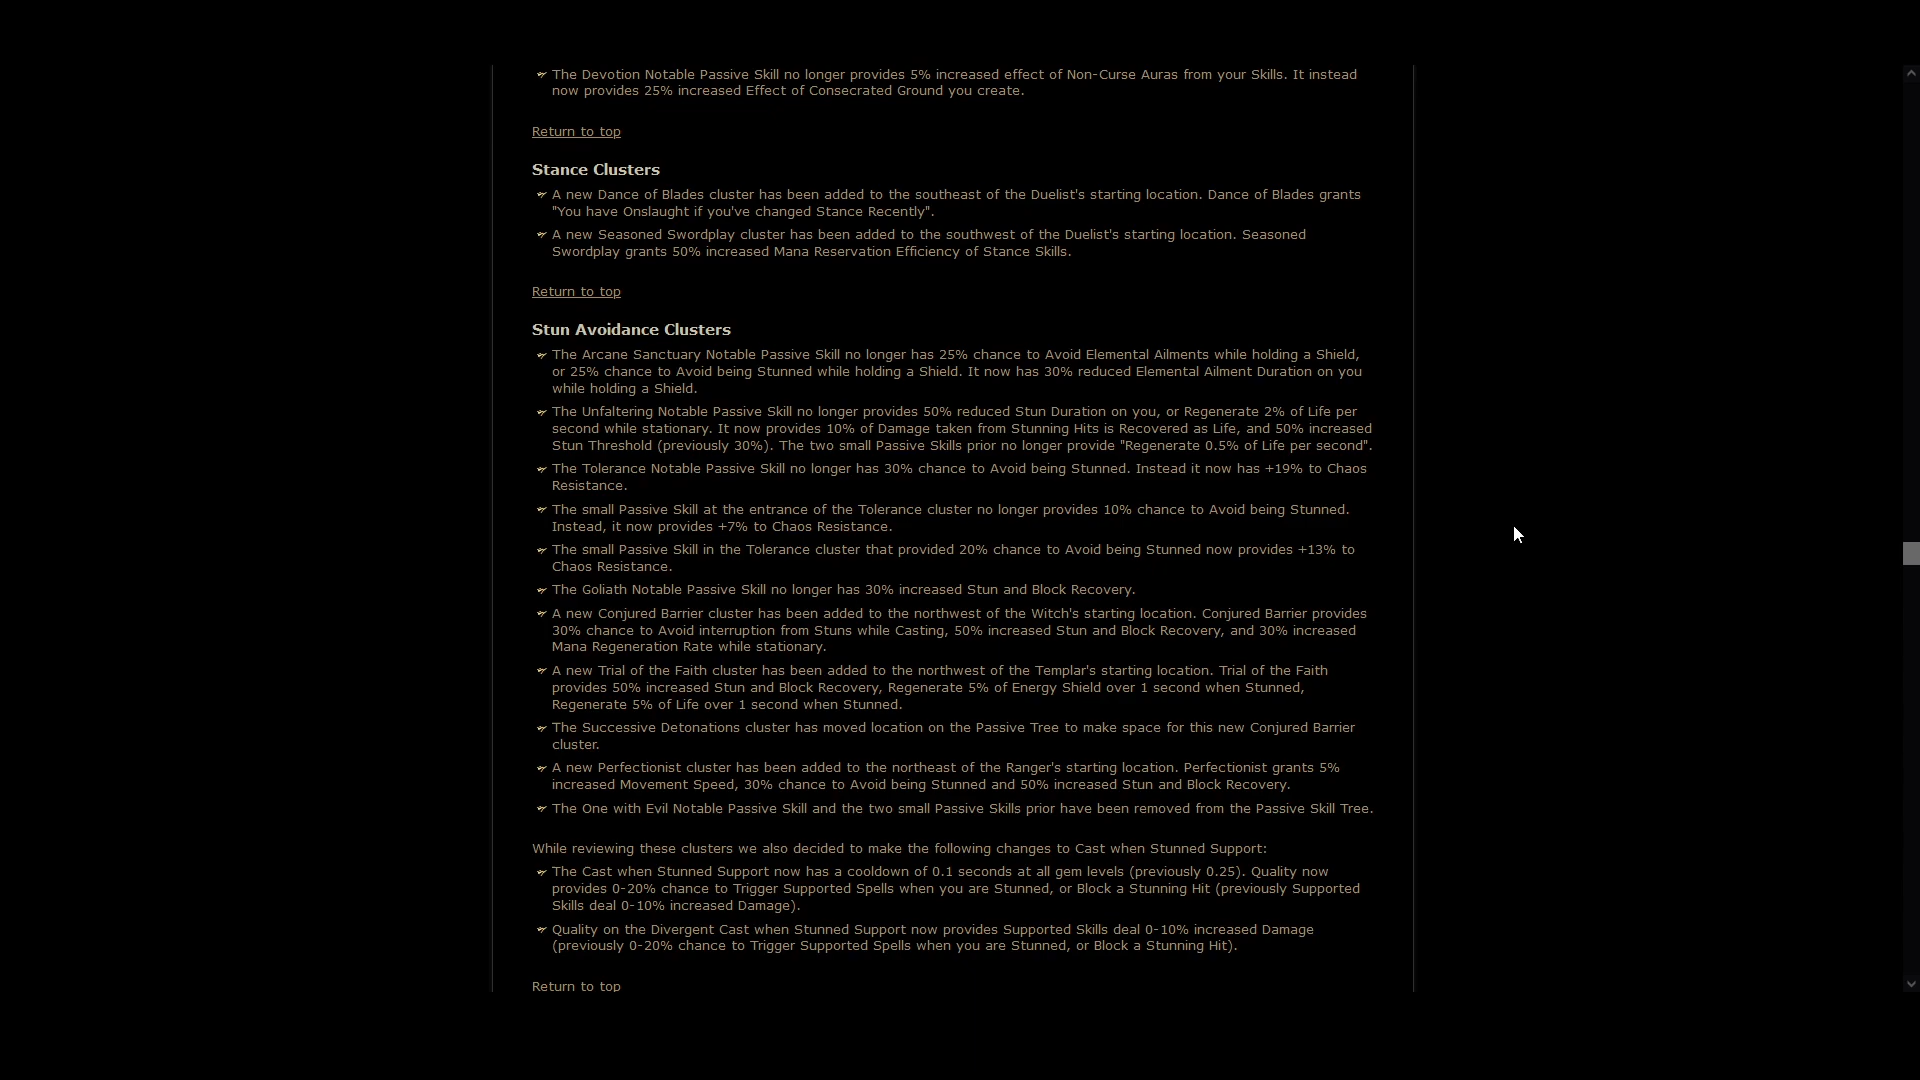 The Devotion Notable Passive Skill no longer provides 5% increased effect of Non-Curse Auras from your Skills. It instead
now provides 25% increased Effect of Consecrated Ground you create.
Return to top
Stance Clusters
A new Dance of Blades cluster has been added to the southeast of the Duelist's starting location. Dance of Blades grants
"You have Onslaught if you've changed Stance Recently".
A new Seasoned Swordplay cluster has been added to the southwest of the Duelist's starting location. Seasoned
Swordplay grants 50% increased Mana Reservation Efficiency of Stance Skills.
Return to top
Stun Avoidance Clusters
The Arcane Sanctuary Notable Passive Skill no longer has 25% chance to Avoid Elemental Ailments while holding a Shield,
or 25% chance to Avoid being Stunned while holding a Shield. It now has 30% reduced Elemental Ailment Duration on you
while holding a Shield.
The Unfaltering Notable Passive Skill no longer provides 50% reduced Stun Duration on you, or Regenerate 2% of Life per
second while stationary. It now provides 10% of Damage taken from Stunning Hits is Recovered as Life, and 50% increased
Stun Threshold (previously 30%). The two small Passive Skills prior no longer provide "Regenerate 0.5% of Life per second".
The Tolerance Notable Passive Skill no longer has 30% chance to Avoid being Stunned. Instead it now has +19% to Chaos
Resistance.
The small Passive Skill at the entrance of the Tolerance cluster no longer provides 10% chance to Avoid being Stunned.
Instead, it now provides +7% to Chaos Resistance.
The small Passive Skill in the Tolerance cluster that provided 20% chance to Avoid being Stunned now provides +13% to
Chaos Resistance.
The Goliath Notable Passive Skill no longer has 30% increased Stun and Block Recovery.
A new Conjured Barrier cluster has been added to the northwest of the Witch's starting location. Conjured Barrier provides
30% chance to Avoid interruption from Stuns while Casting, 50% increased Stun and Block Recovery, and 30% increased
Mana Regeneration Rate while stationary.
A new Trial of the Faith cluster has been added to the northwest of the Templar's starting location. Trial of the Faith
provides 50% increased Stun and Block Recovery, Regenerate 5% of Energy Shield over 1 second when Stunned,
Regenerate 5% of Life over 1 second when Stunned.
The Successive Detonations cluster has moved location on the Passive Tree to make space for this new Conjured Barrier
cluster.
A new Perfectionist cluster has been added to the northeast of the Ranger's starting location. Perfectionist grants 5%
increased Movement Speed, 30% chance to Avoid being Stunned and 50% increased Stun and Block Recovery.
The One with Evil Notable Passive Skill and the two small Passive Skills prior have been removed from the Passive Skill Tree.
While reviewing these clusters we also decided to make the following changes to Cast when Stunned Support:
The Cast when Stunned Support now has a cooldown of 0.1 seconds at all gem levels (previously 0.25). Quality now
provides 0-20% chance to Trigger Supported Spells when you are Stunned, or Block a Stunning Hit (previously Supported
Skills deal 0-10% increased Damage).
Quality on the Divergent Cast when Stunned Support now provides Supported Skills deal 0-10% increased Damage
(previously 0-20% chance to Trigger Supported Spells when you are Stunned, or Block a Stunning Hit).
Return to top